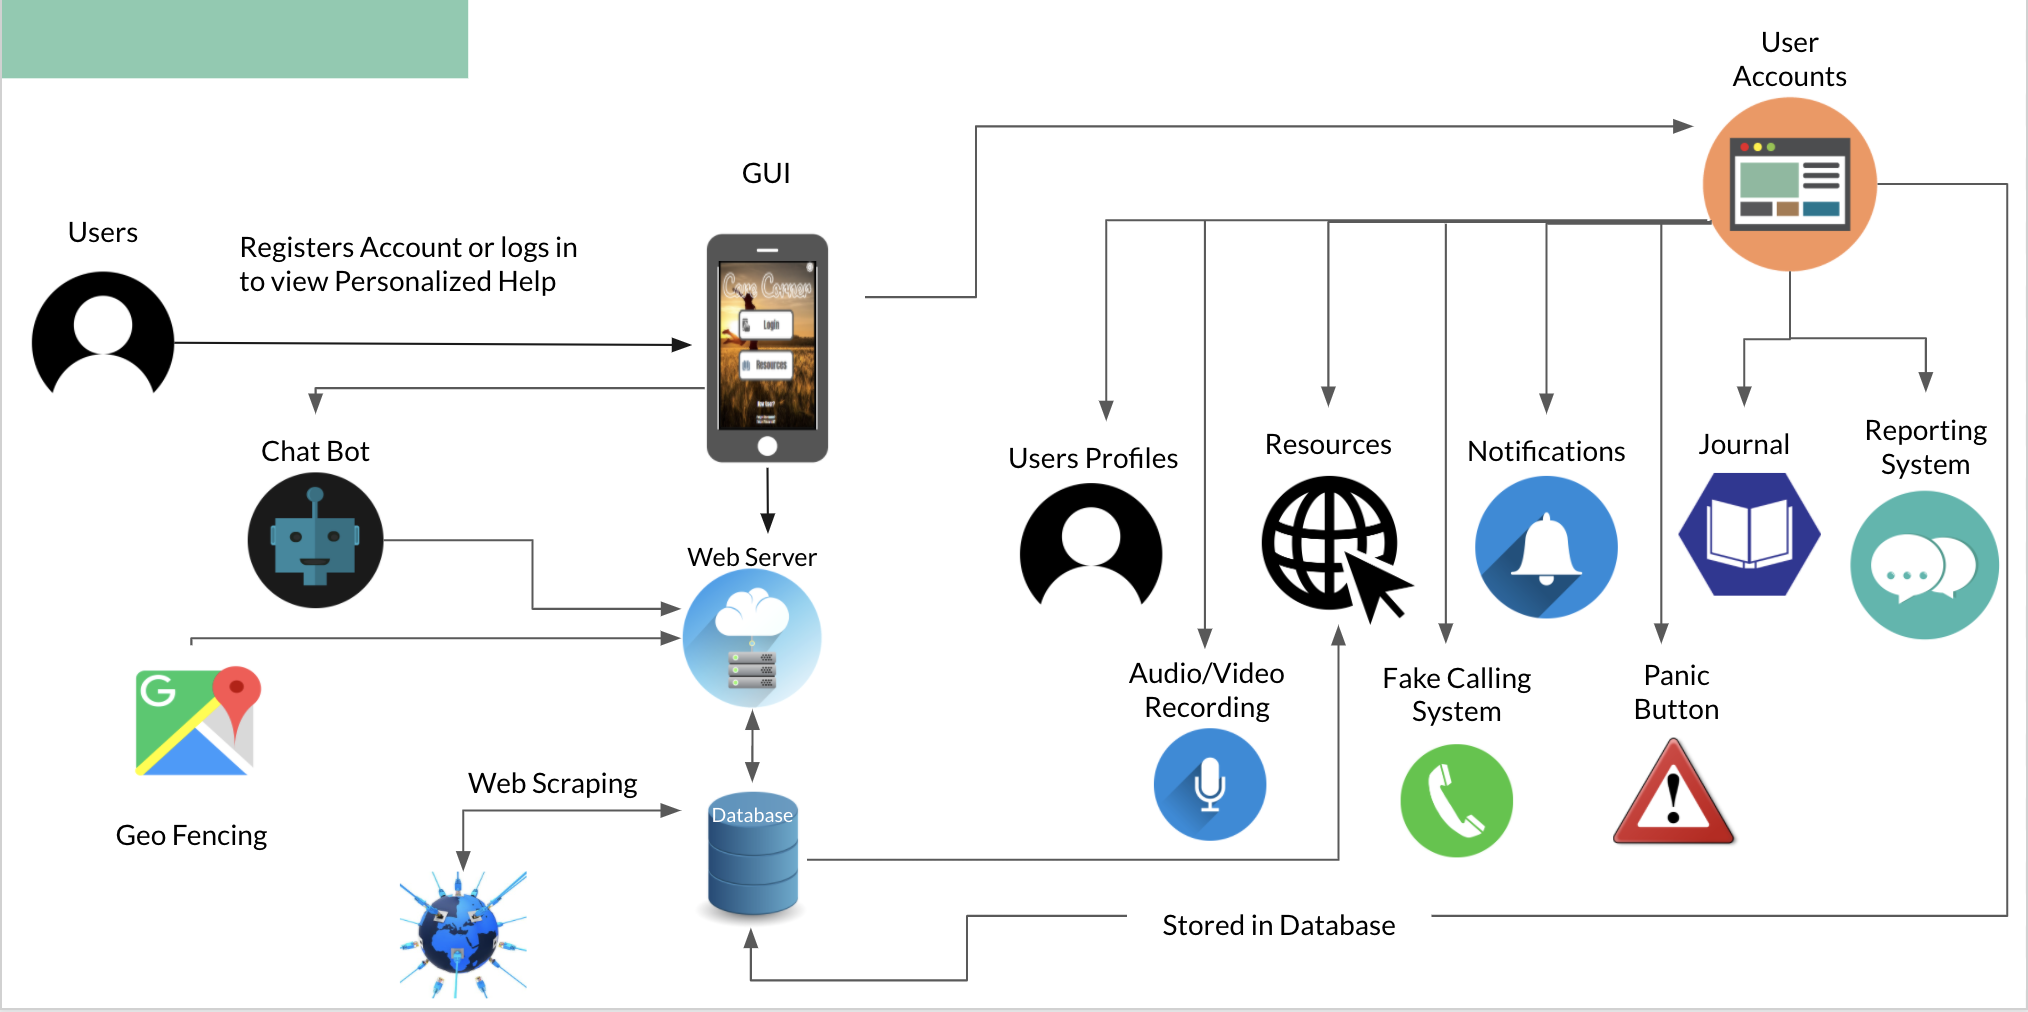 User
Accounts
GUI
Users
Registers Account or logs in
to view Personalized Help
Care Corner
Login
Resources
Chat Bot
Users Profiles
Resources
Notifications
Journal
Reporting
System
Web Server
G
Audio/Video
Recording
Fake Calling
System
Panic
Button
Web Scraping
Database
Geo Fencing
Stored in Database